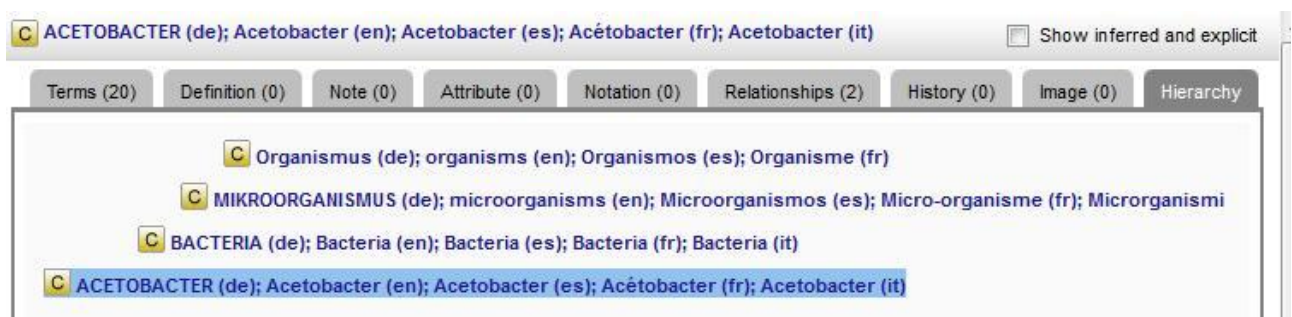 C ACETOBACTER (de); Acetobacter (en); Acetobacter (es); Acétobacter (fr); Acetobacter (it) Show inferred and explicit
Terms (20) Definition (0) Note (0) Attribute (0) Notation (0) Relationships (2) History (0) Image (0) Hierarchy
C Organismus (de); organisms (en); Organismos (es); Organisme (fr)
C MIKROORGANISMUS (de); microorganisms (en); Microorganismos (es); Micro-organisme (fr); Microrganismi
C BACTERIA (de); Bacteria (en); Bacteria (es); Bacteria (fr); Bacteria (it)
C ACETOBACTER (de); Acetobacter (en); Acetobacter (es); Acétobacter (fr); Acetobacter (it)